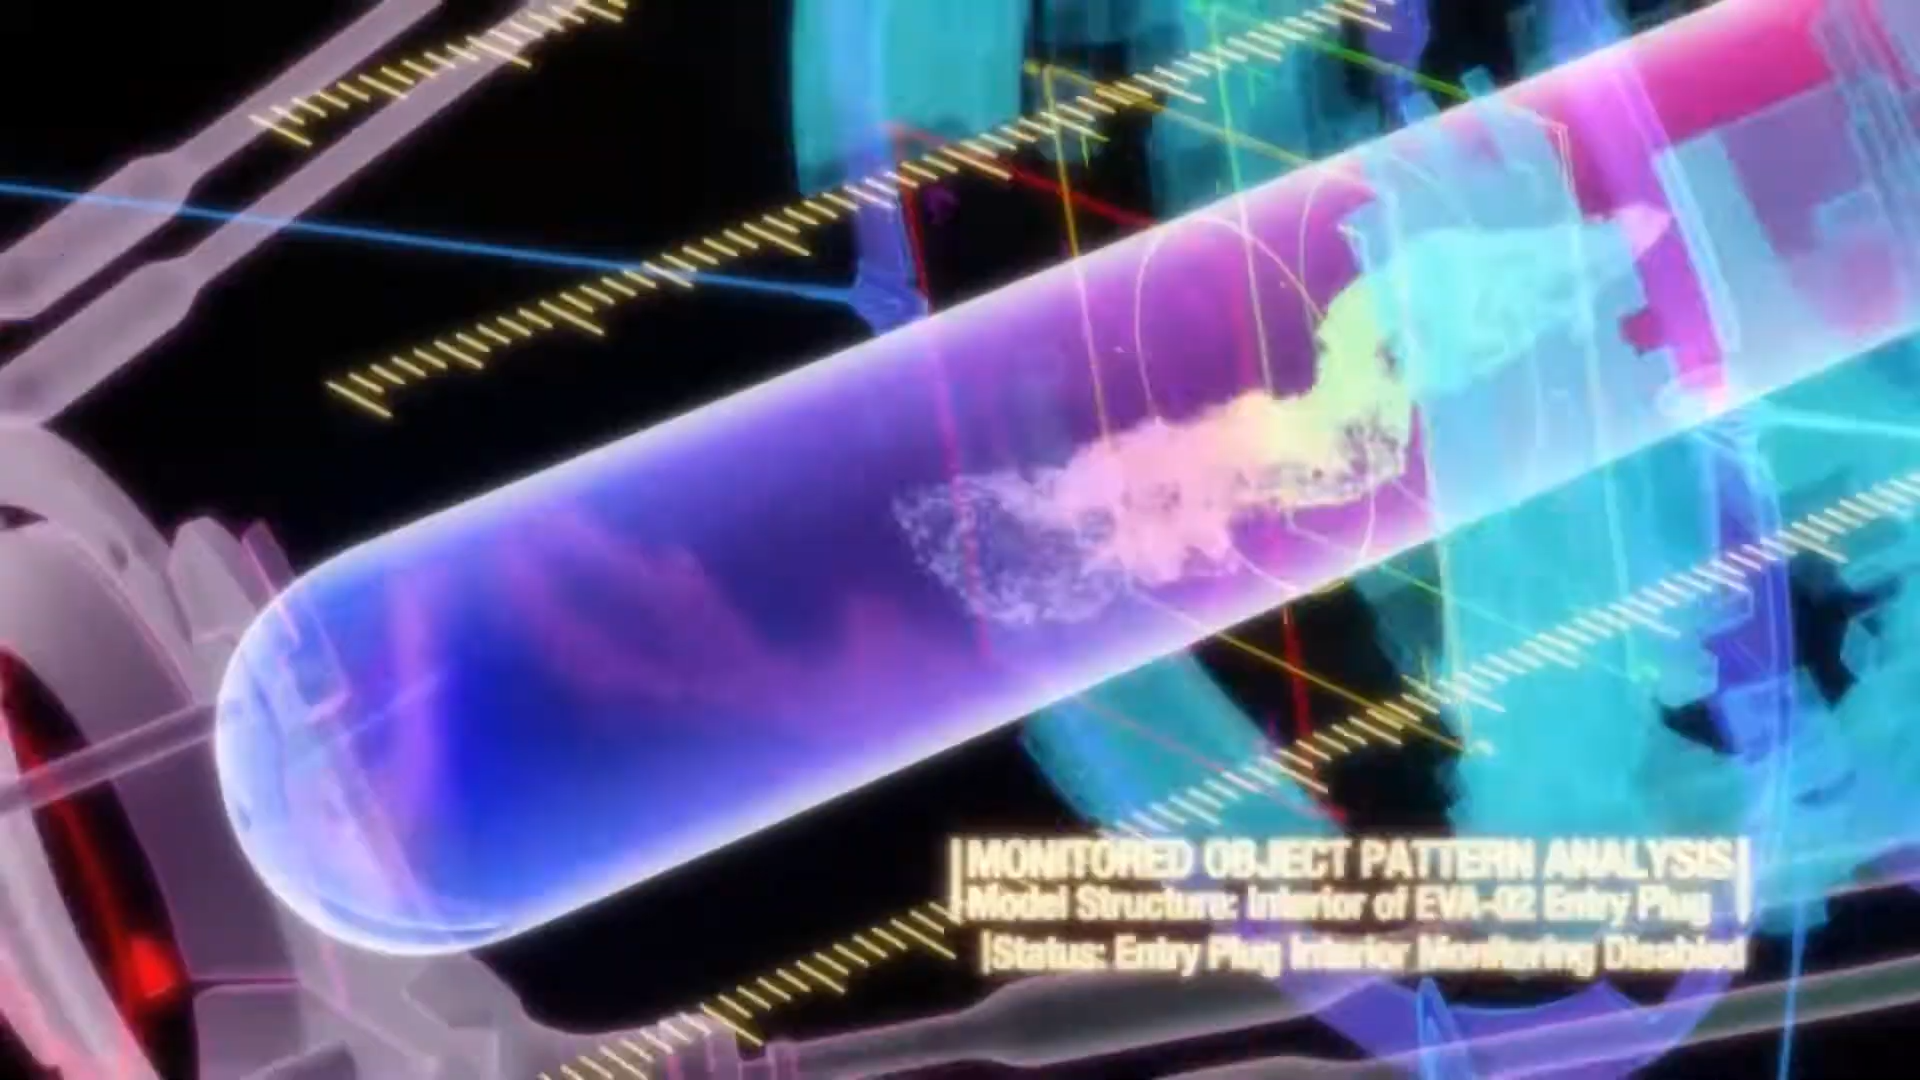 MONITORED OBJECT PATTERN ANALYSIS
Model Structure: Interior of EVA-02 Entry Plug
Status: Entry Plug Interior Monitoring Disabled